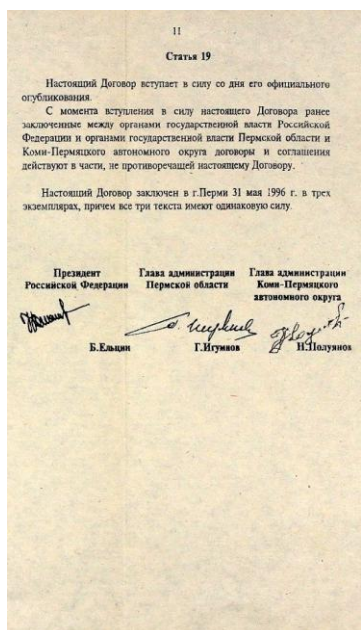 11
Статья 19
Настоящий Договор вступает в силу со дня его официального
опубликования.
С момента вступления в силу настоящего Договора ранее
заключенные между органами государственной власти Российской
Федерации и органами государственной власти Пермской области и
Коми-Пермяцкого автономного округа договоры и соглашения
действуют в части, не противоречащей настоящему Договору.
Настоящий Договор заключен в г.Перми 31 мая 1996 г. в трех
экземплярах, причем все три текста имеют одинаковую силу.
Президент
Российской Федерации
Глава администрации
Пермской области
Глава администрации
Коми-Пермяцкого
автономного округа
Б.Ельцин
Г.Игумнов
Н.Полуянов